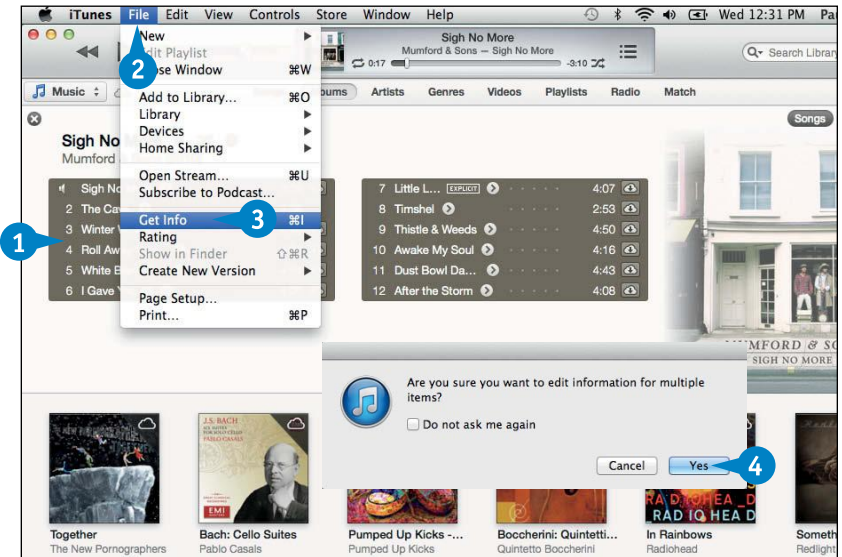 iTunes File Edit View Controls Store Window Help Wed 12:31 PM
New
Edit Playlist
Close Window ⌘W
Add to Library... ⌘O
Library
Devices
Home Sharing
Open Stream... ⌘U
Subscribe to Podcast...
Get Info ⌘I
Rating
Show in Finder ⇧⌘R
Create New Version
Page Setup...
Print... ⌘P
1
2
3
4
Sigh No More
Mumford & Sons — Sigh No More
0:17 -3:10
Search Library
Music Albums Artists Genres Videos Playlists Radio Match
Songs
Sigh No
Mumford
Sigh No
2 The Ca
3 Winter
4 Roll Aw
5 White B
6 I Gave
7 Little L... EXPLICIT 4:07
8 Timshel 2:53
9 Thistle & Weeds 4:50
10 Awake My Soul 4:16
11 Dust Bowl Da... 4:43
12 After the Storm 4:08
MUMFORD & SO
SIGH NO MORE
Are you sure you want to edit information for multiple
items?
Do not ask me again
Cancel Yes
J.S. BACH
PABLO CASALS
EMI
RAD IO HEA D
Together
The New Pornographers
Bach: Cello Suites
Pablo Casals
Pumped Up Kicks -...
Pumped Up Kicks
Boccherini: Quintetti...
Quintetto Boccherini
In Rainbows
Radiohead
Someth
Redlight